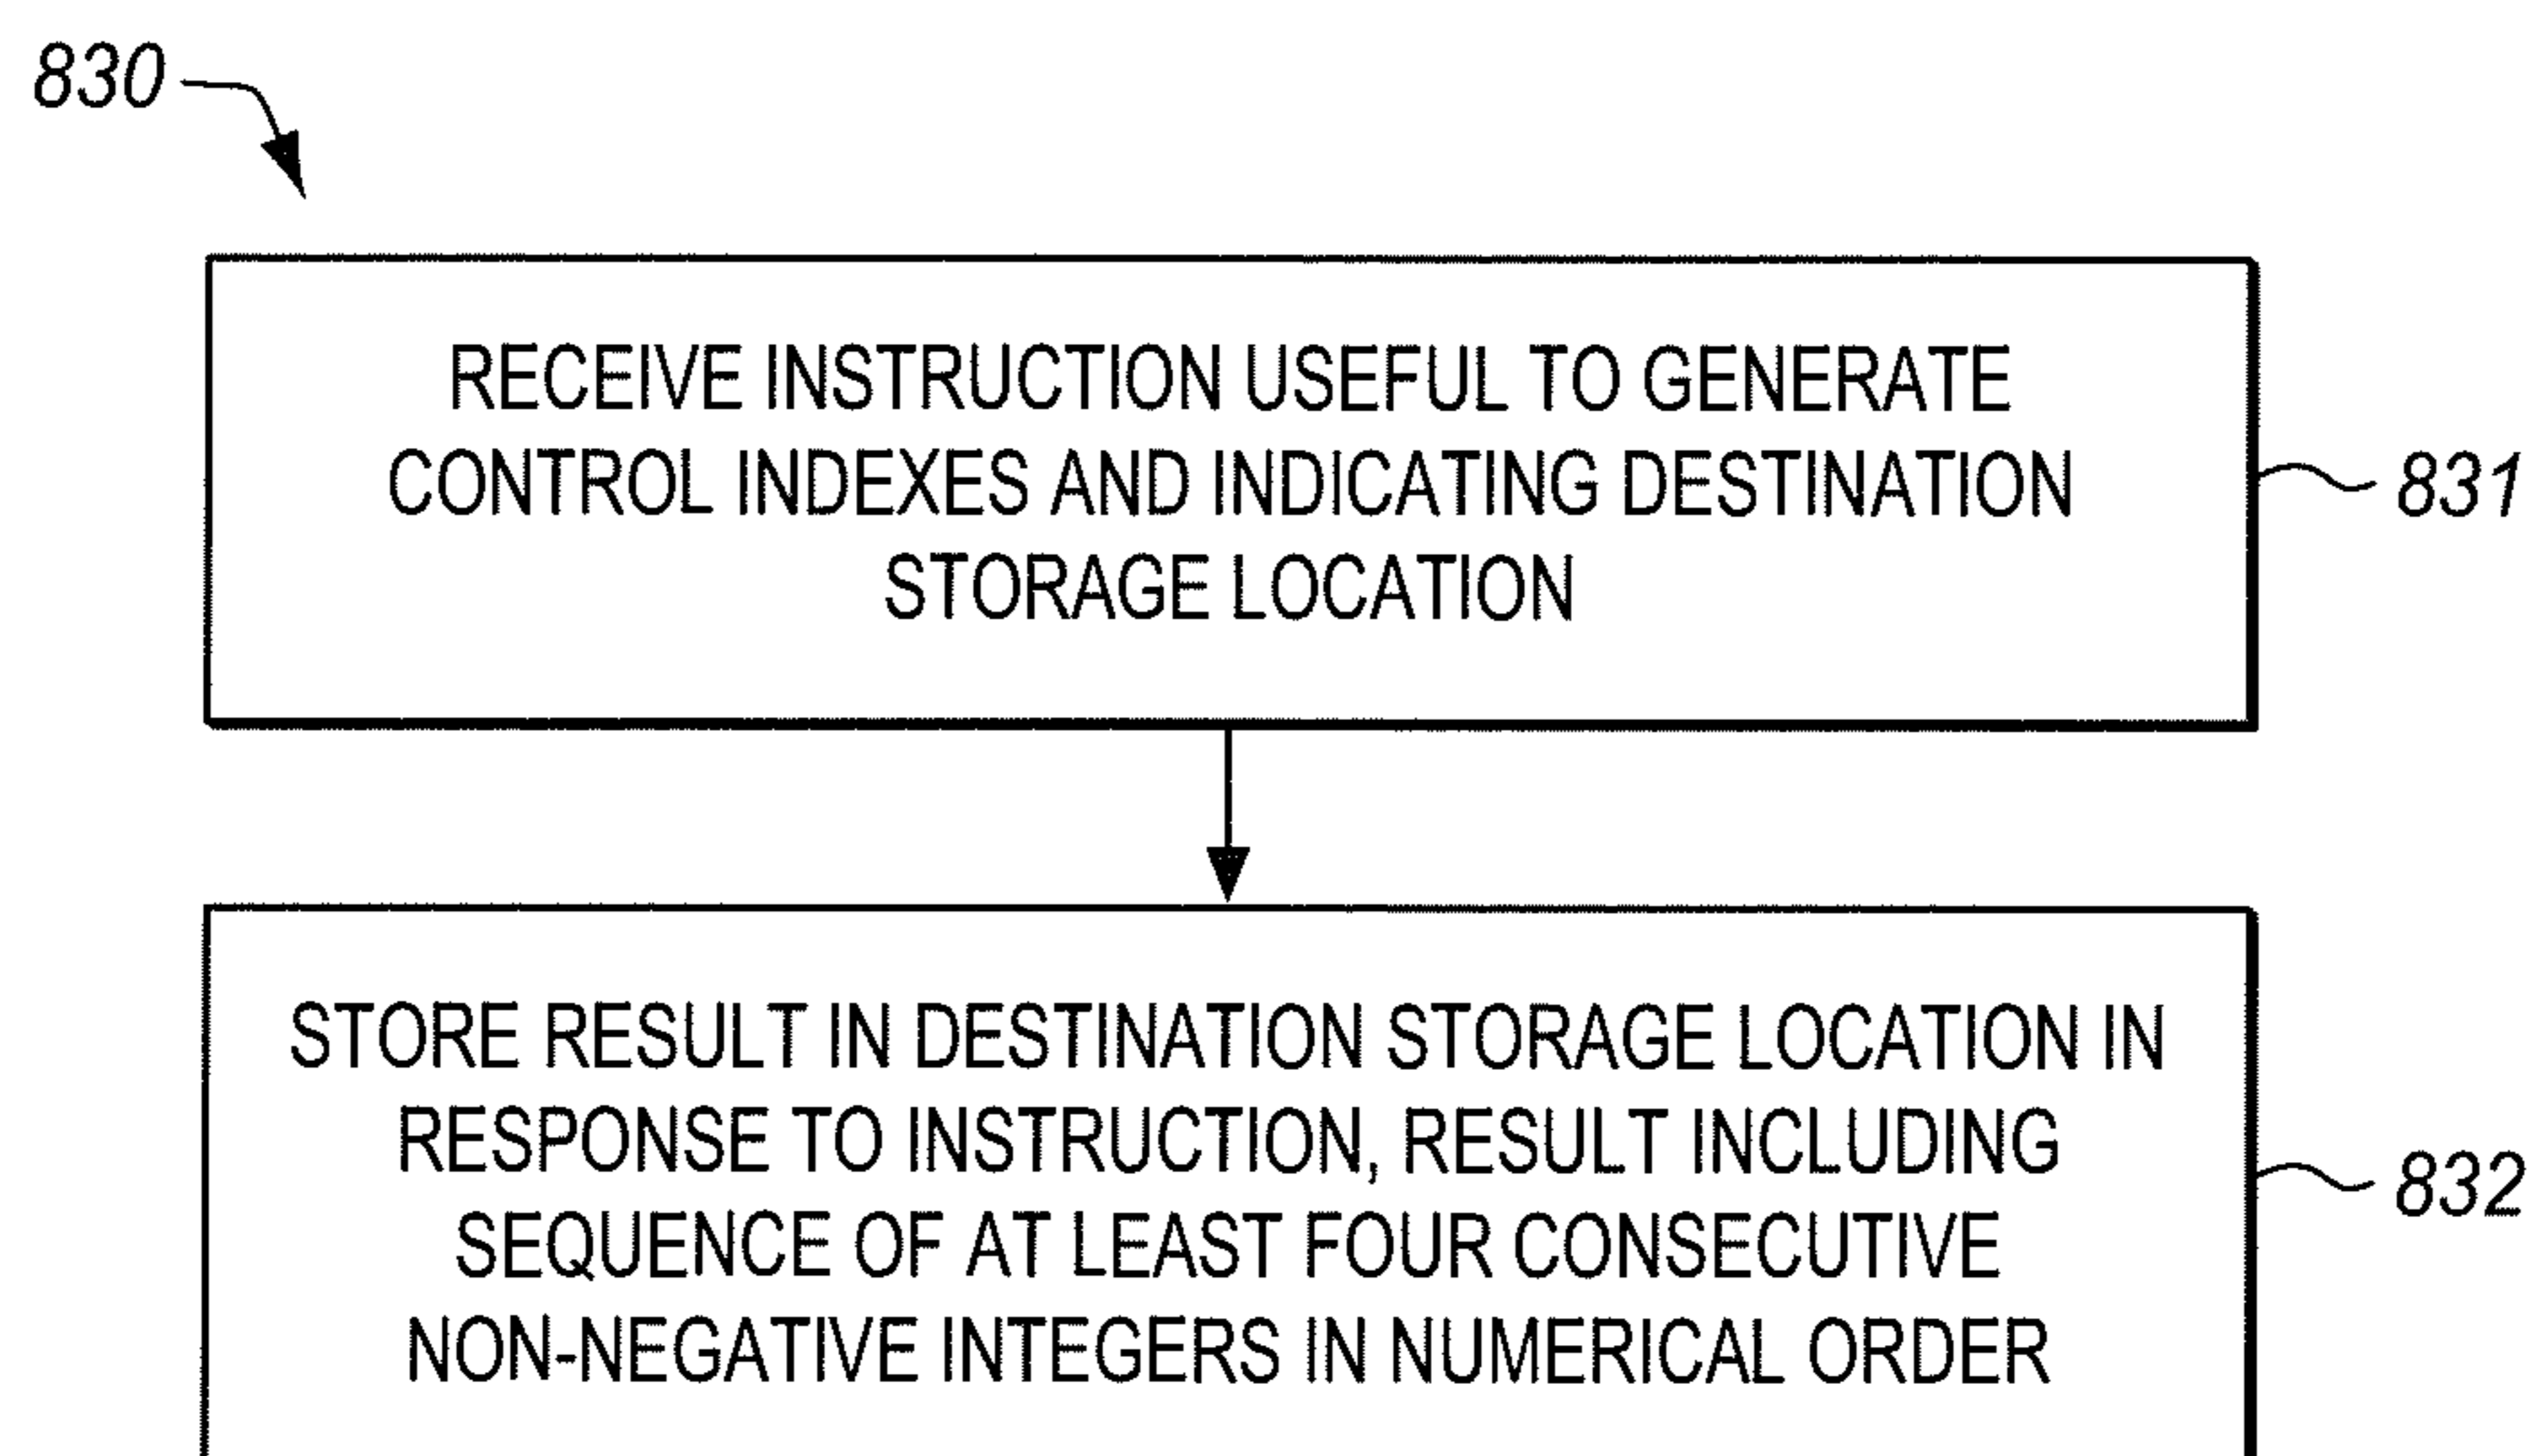 830
RECEIVE INSTRUCTION USEFUL TO GENERATE
CONTROL INDEXES AND INDICATING DESTINATION
STORAGE LOCATION
831
STORE RESULT IN DESTINATION STORAGE LOCATION IN
RESPONSE TO INSTRUCTION, RESULT INCLUDING
SEQUENCE OF AT LEAST FOUR CONSECUTIVE
NON-NEGATIVE INTEGERS IN NUMERICAL ORDER
832